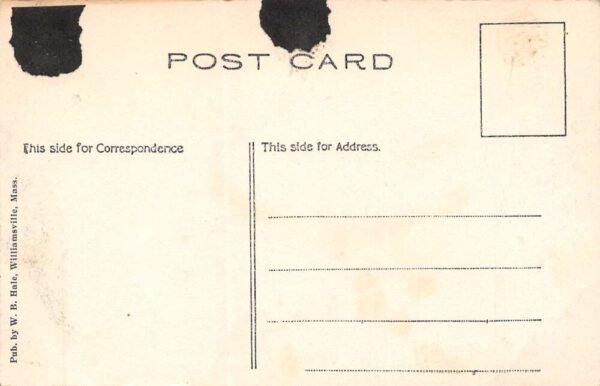 POST CARD
This side for Correspondence
This side for Address.
Pub. by W. B. Hale, Williamsville, Mass.